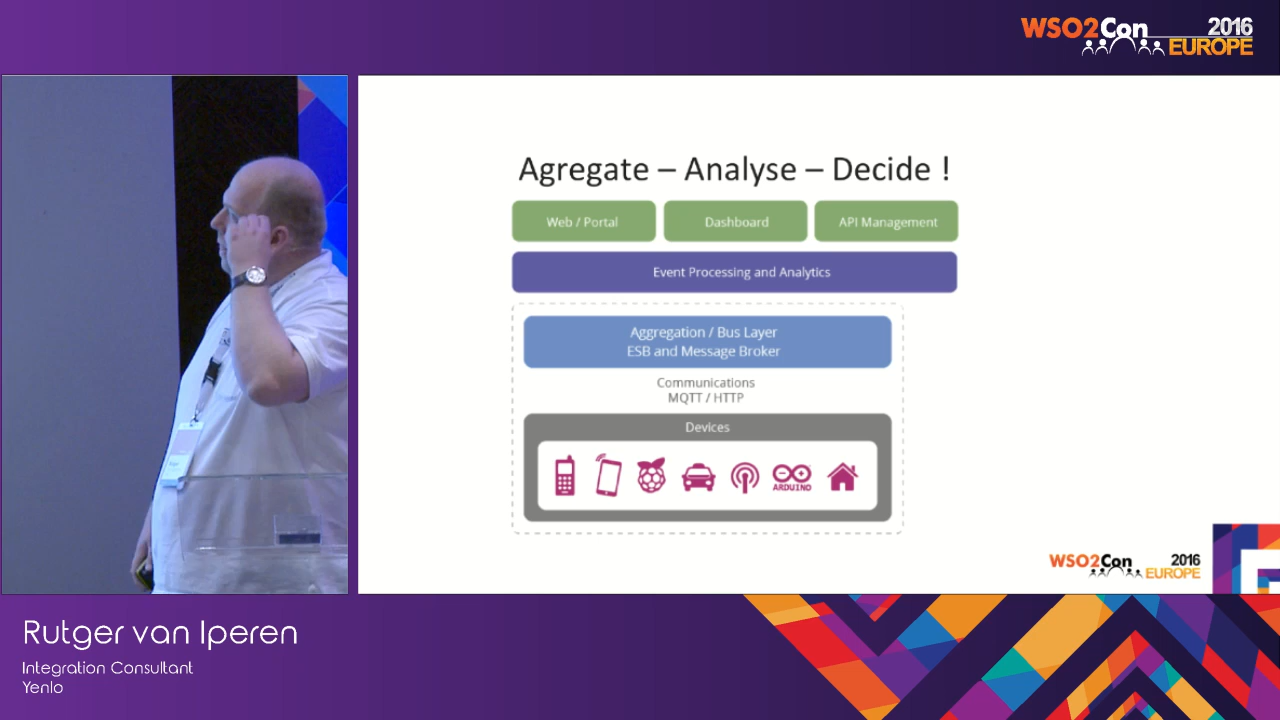 WSO2Con 2016
EUROPE
Agregate – Analyse – Decide !
Web / Portal
Dashboard
API Management
Event Processing and Analytics
Aggregation / Bus Layer
ESB and Message Broker
Communications
MQTT / HTTP
Devices
ARDUINO
WSO2Con 2016
EUROPE
Rutger van Iperen
Integration Consultant
Yenlo